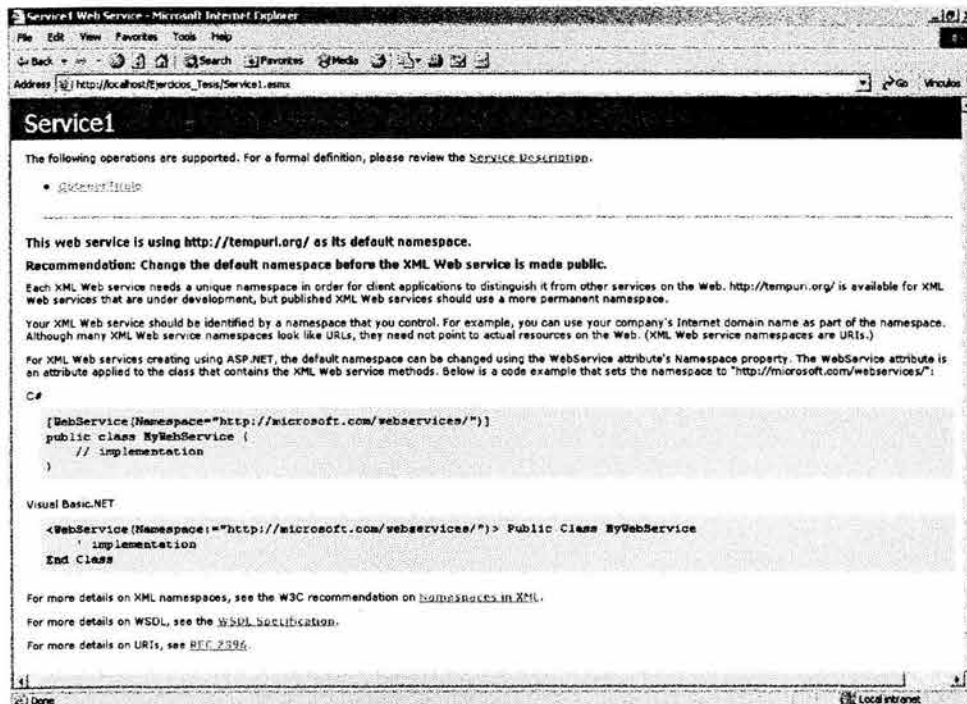 Service1 Web Service - Microsoft Internet Explorer
File Edit View Favorites Tools Help
Back Search Favorites Media
Address http://localhost/Ejercicios_Tesis/Service1.asmx Go Vinculos
Service1
The following operations are supported. For a formal definition, please review the Service Description.
• ObtenerTitulo
This web service is using http://tempuri.org/ as its default namespace.
Recommendation: Change the default namespace before the XML Web service is made public.
Each XML Web service needs a unique namespace in order for client applications to distinguish it from other services on the Web. http://tempuri.org/ is available for XML
Web services that are under development, but published XML Web services should use a more permanent namespace.
Your XML Web service should be identified by a namespace that you control. For example, you can use your company's Internet domain name as part of the namespace.
Although many XML Web service namespaces look like URLs, they need not point to actual resources on the Web. (XML Web service namespaces are URIs.)
For XML Web services creating using ASP.NET, the default namespace can be changed using the WebService attribute's Namespace property. The WebService attribute is
an attribute applied to the class that contains the XML Web service methods. Below is a code example that sets the namespace to "http://microsoft.com/webservices/":
C#
[WebService(Namespace="http://microsoft.com/webservices/")]
public class MyWebService {
// implementation
}
Visual Basic.NET
<WebService(Namespace:="http://microsoft.com/webservices/")> Public Class MyWebService
' implementation
End Class
For more details on XML namespaces, see the W3C recommendation on Namespaces in XML.
For more details on WSDL, see the WSDL Specification.
For more details on URIs, see RFC 2396.
Done Local intranet